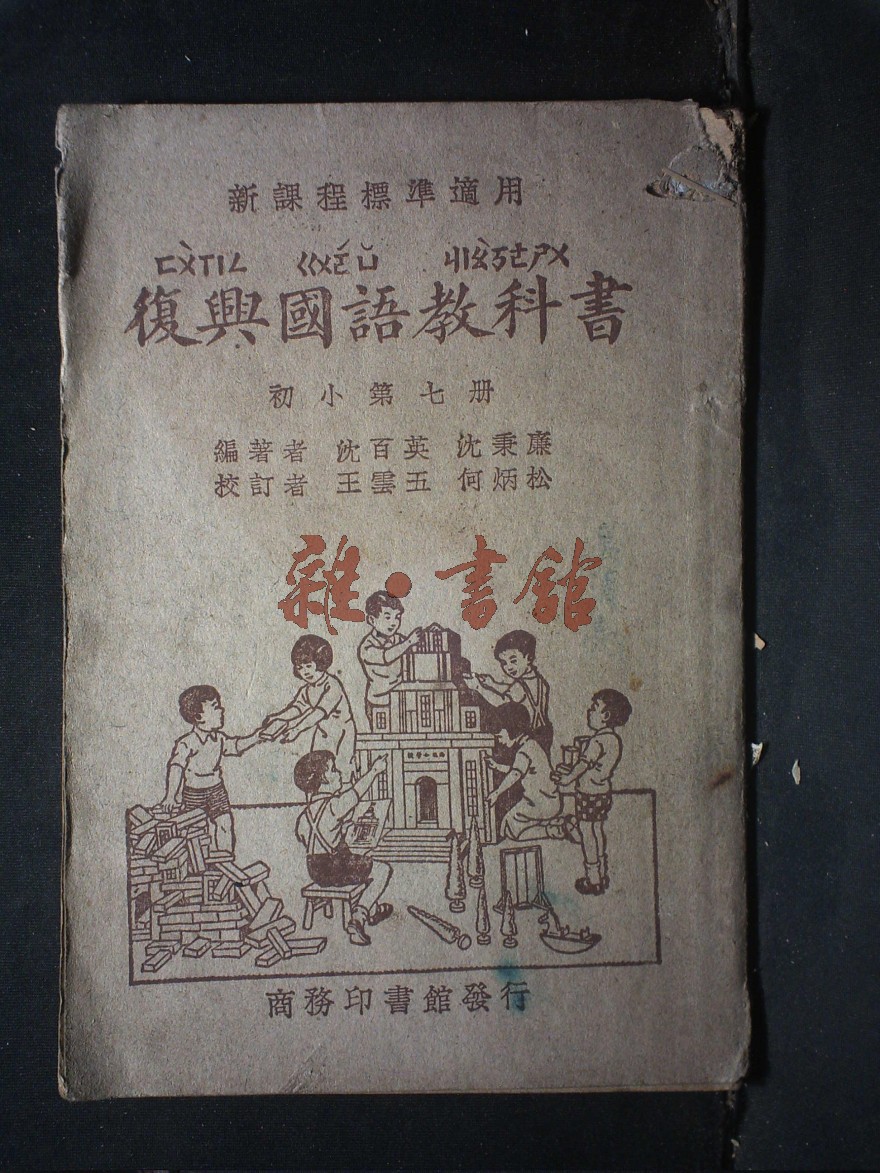 新課程標準適用
ㄈㄨˋㄒㄧㄥ ㄍㄨㄛˊㄩˇ ㄐㄧㄠˋㄎㄜㄕㄨ
復興國語教科書
初小第七册
編著者 沈百英 沈秉廉
校訂者 王雲五 何炳松
雜·書館
商務印書館發行